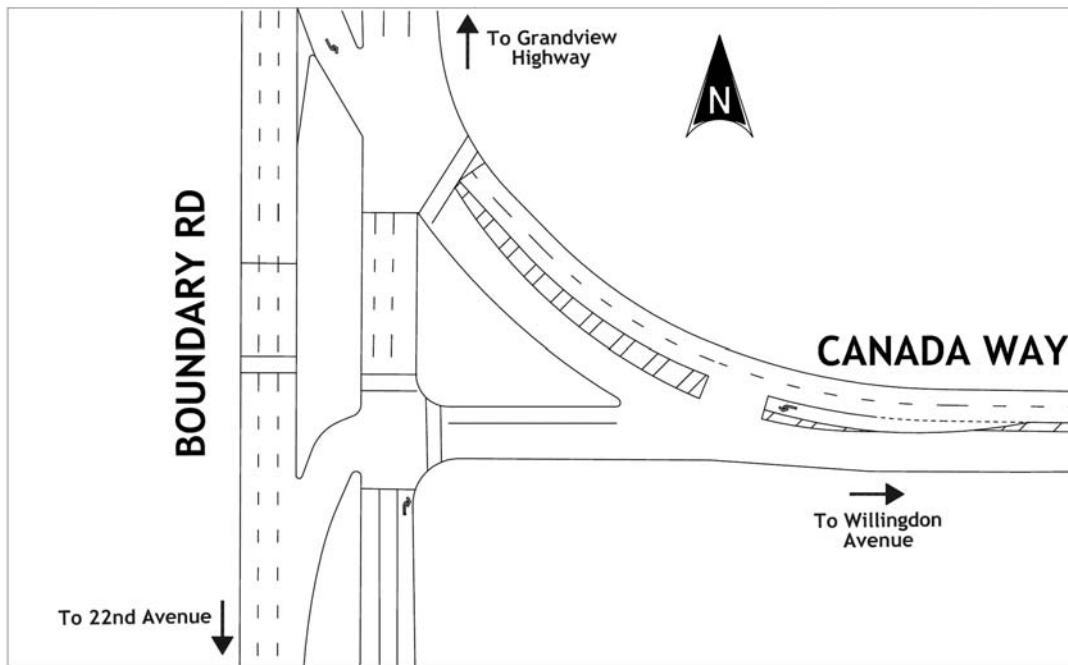 To Grandview
Highway
N
BOUNDARY RD
CANADA WAY
To Willingdon
Avenue
To 22nd Avenue